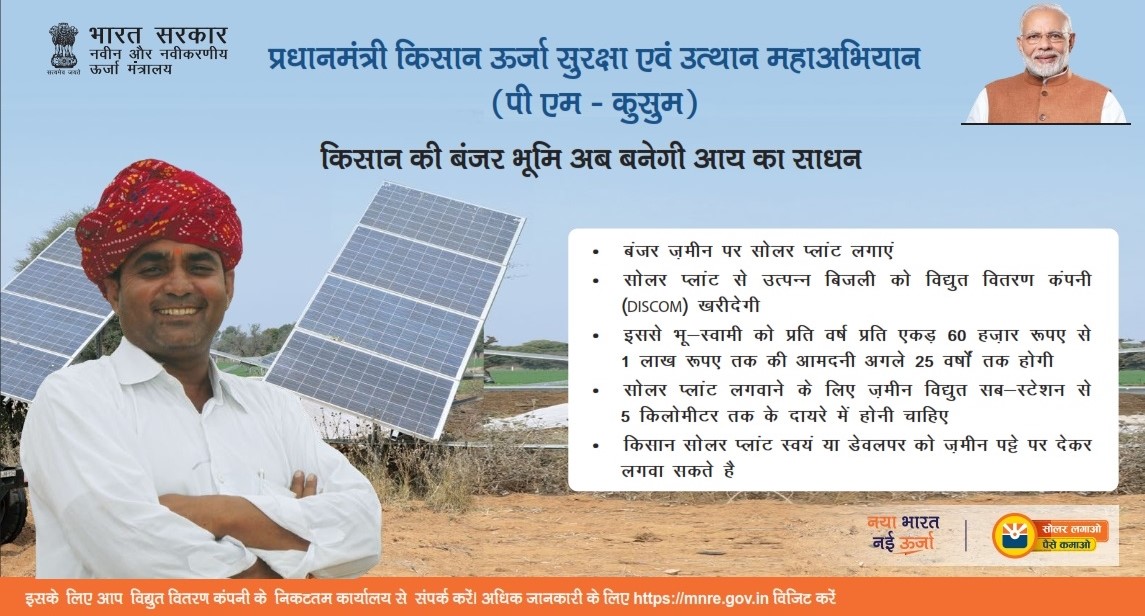 भारत सरकार
नवीन और नवीकरणीय
ऊर्जा मंत्रालय
सत्यमेव जयते
प्रधानमंत्री किसान ऊर्जा सुरक्षा एवं उत्थान महाअभियान
(पी एम - कुसुम)
किसान की बंजर भूमि अब बनेगी आय का साधन
• बंजर ज़मीन पर सोलर प्लांट लगाएं
• सोलर प्लांट से उत्पन्न बिजली को विद्युत वितरण कंपनी
(DISCOM) खरीदेगी
• इससे भू–स्वामी को प्रति वर्ष प्रति एकड़ 60 हज़ार रूपए से
1 लाख रूपए तक की आमदनी अगले 25 वर्षों तक होगी
• सोलर प्लांट लगवाने के लिए ज़मीन विद्युत सब–स्टेशन से
5 किलोमीटर तक के दायरे में होनी चाहिए
• किसान सोलर प्लांट स्वयं या डेवलपर को ज़मीन पट्टे पर देकर
लगवा सकते है
नया भारत
नई ऊर्जा
सोलर लगाओ
पैसे कमाओ
इसके लिए आप विद्युत वितरण कंपनी के निकटतम कार्यालय से संपर्क करें। अधिक जानकारी के लिए https://mnre.gov.in विजिट करें